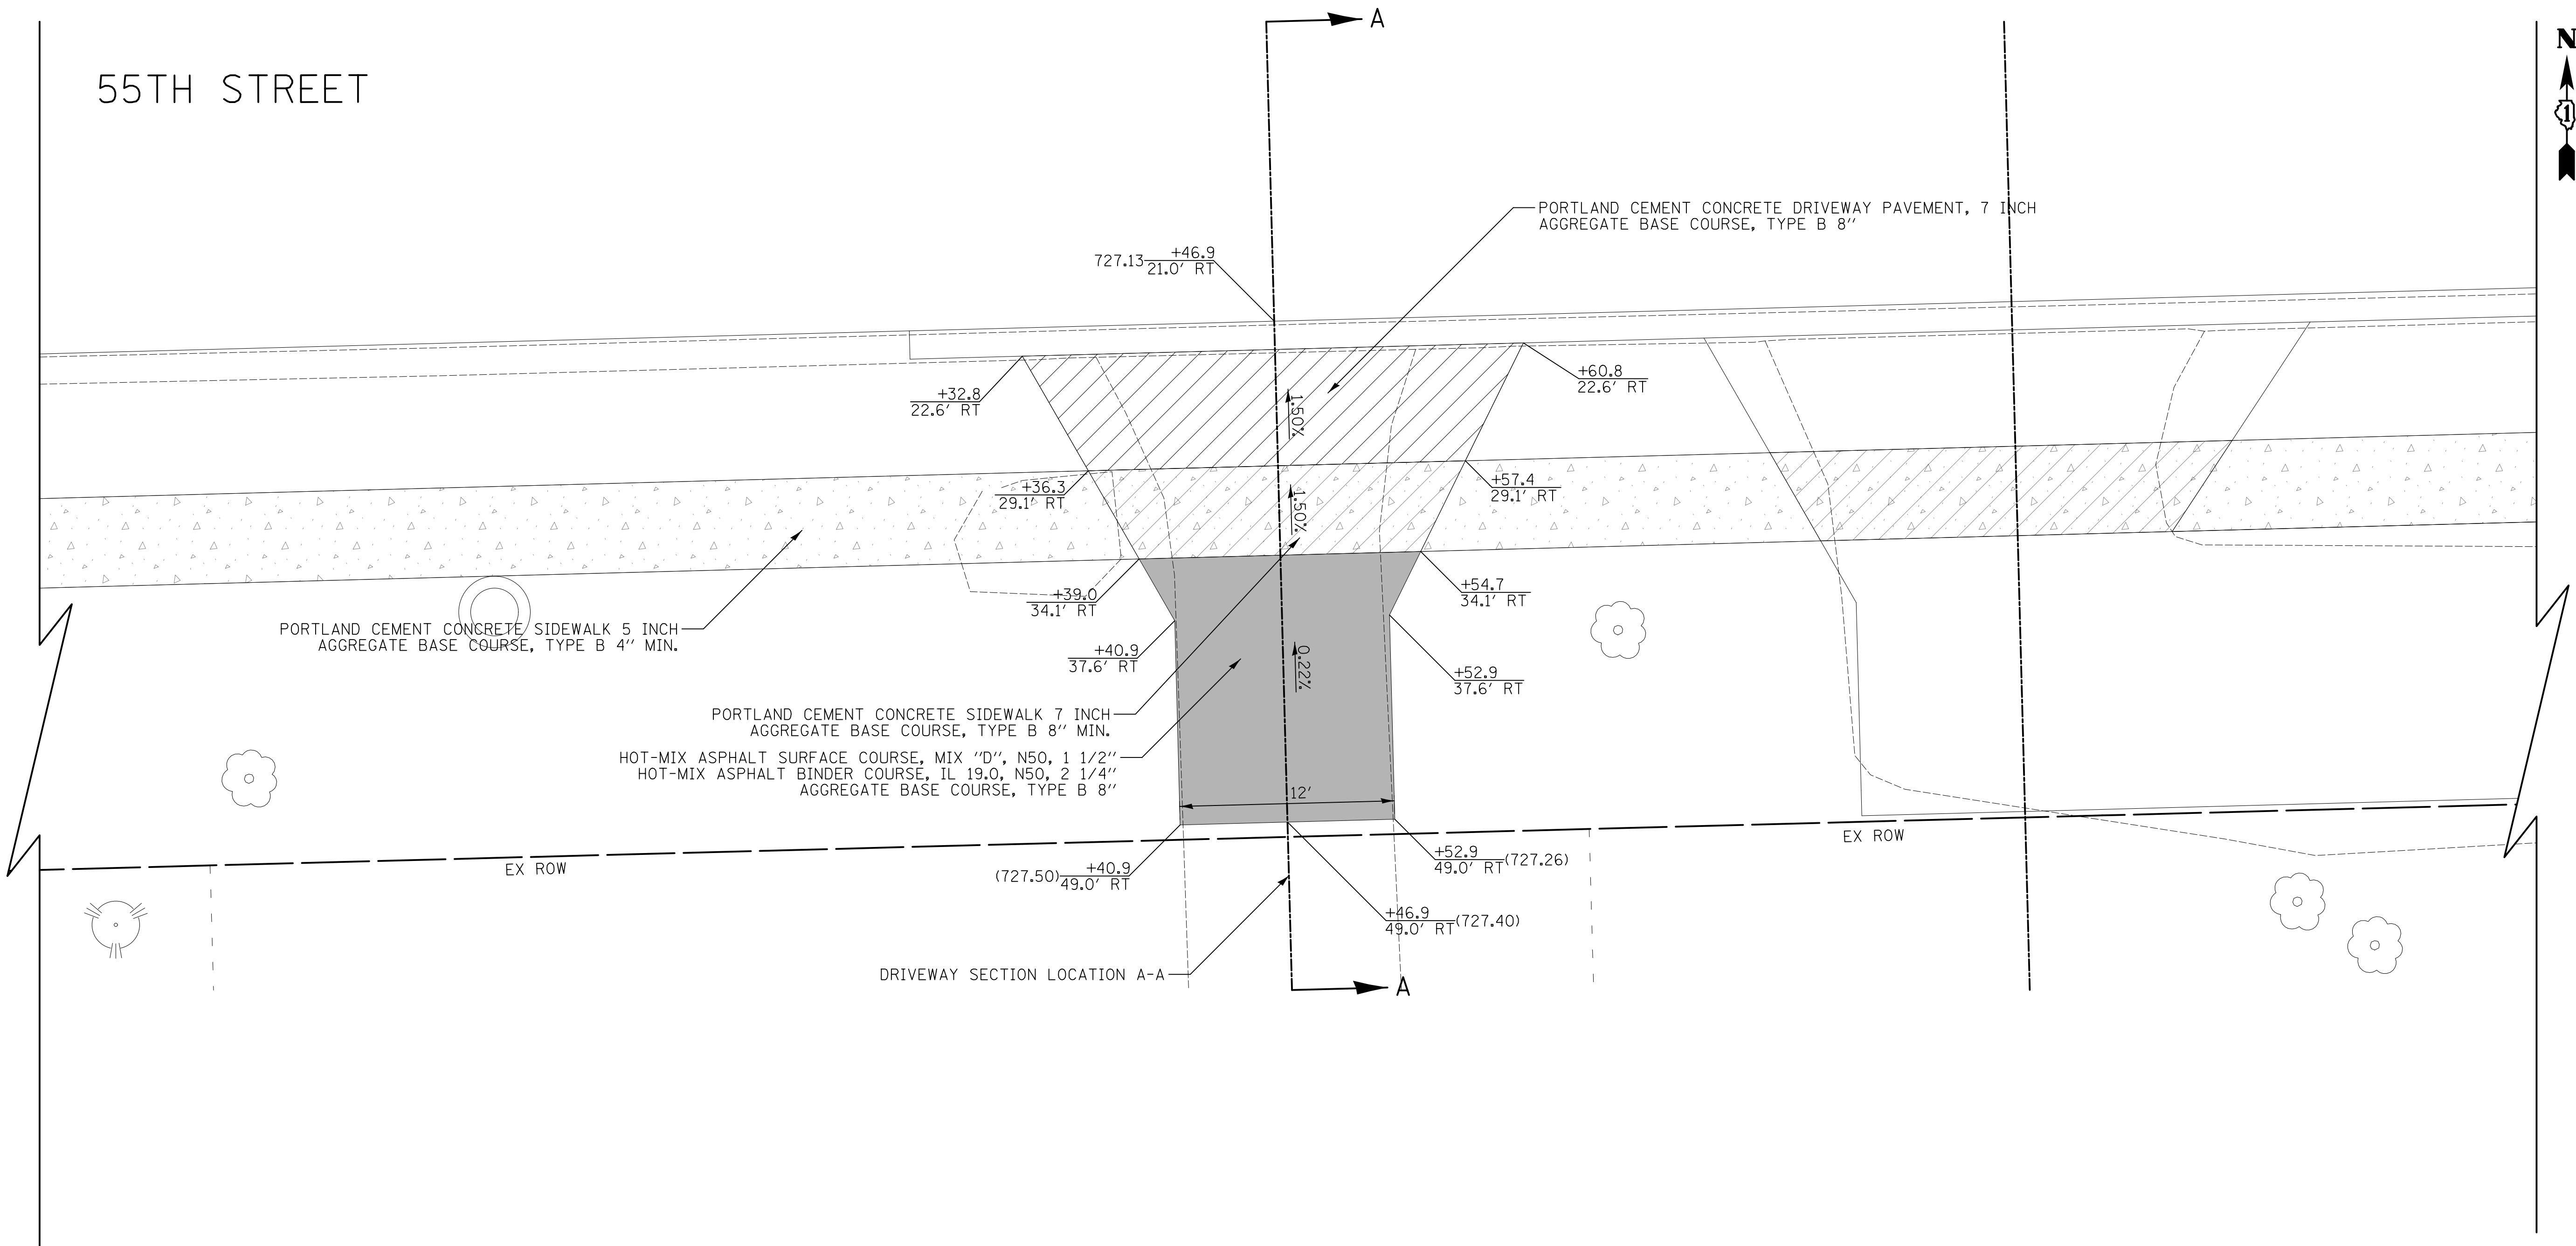 A
N
1
55TH STREET
PORTLAND CEMENT CONCRETE DRIVEWAY PAVEMENT, 7 INCH
AGGREGATE BASE COURSE, TYPE B 8"
727.13 +46.9
21.0' RT
+32.8
22.6' RT
+60.8
22.6' RT
1.50%
+36.3
29.1' RT
+57.4
29.1' RT
1.50%
+39.0
34.1' RT
+54.7
34.1' RT
PORTLAND CEMENT CONCRETE SIDEWALK 5 INCH
AGGREGATE BASE COURSE, TYPE B 4" MIN.
+40.9
37.6' RT
0.22%
+52.9
37.6' RT
PORTLAND CEMENT CONCRETE SIDEWALK 7 INCH
AGGREGATE BASE COURSE, TYPE B 8" MIN.
HOT-MIX ASPHALT SURFACE COURSE, MIX "D", N50, 1 1/2"
HOT-MIX ASPHALT BINDER COURSE, IL 19.0, N50, 2 1/4"
AGGREGATE BASE COURSE, TYPE B 8"
12'
EX ROW
EX ROW
(727.50) +40.9
49.0' RT
+52.9 (727.26)
49.0' RT
+46.9 (727.40)
49.0' RT
DRIVEWAY SECTION LOCATION A-A
A